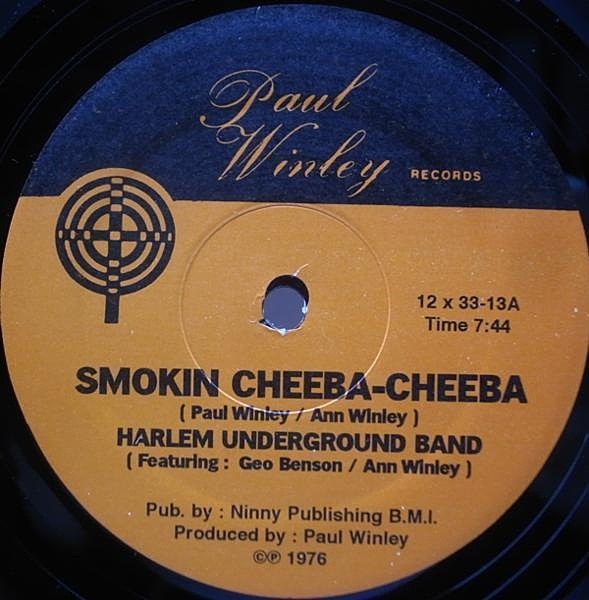 Paul
Winley RECORDS
12 x 33-13A
Time 7:44
SMOKIN CHEEBA-CHEEBA
( Paul Winley / Ann Winley )
HARLEM UNDERGROUND BAND
( Featuring : Geo Benson / Ann Winley )
Pub. by : Ninny Publishing B.M.I.
Produced by : Paul Winley
©℗ 1976